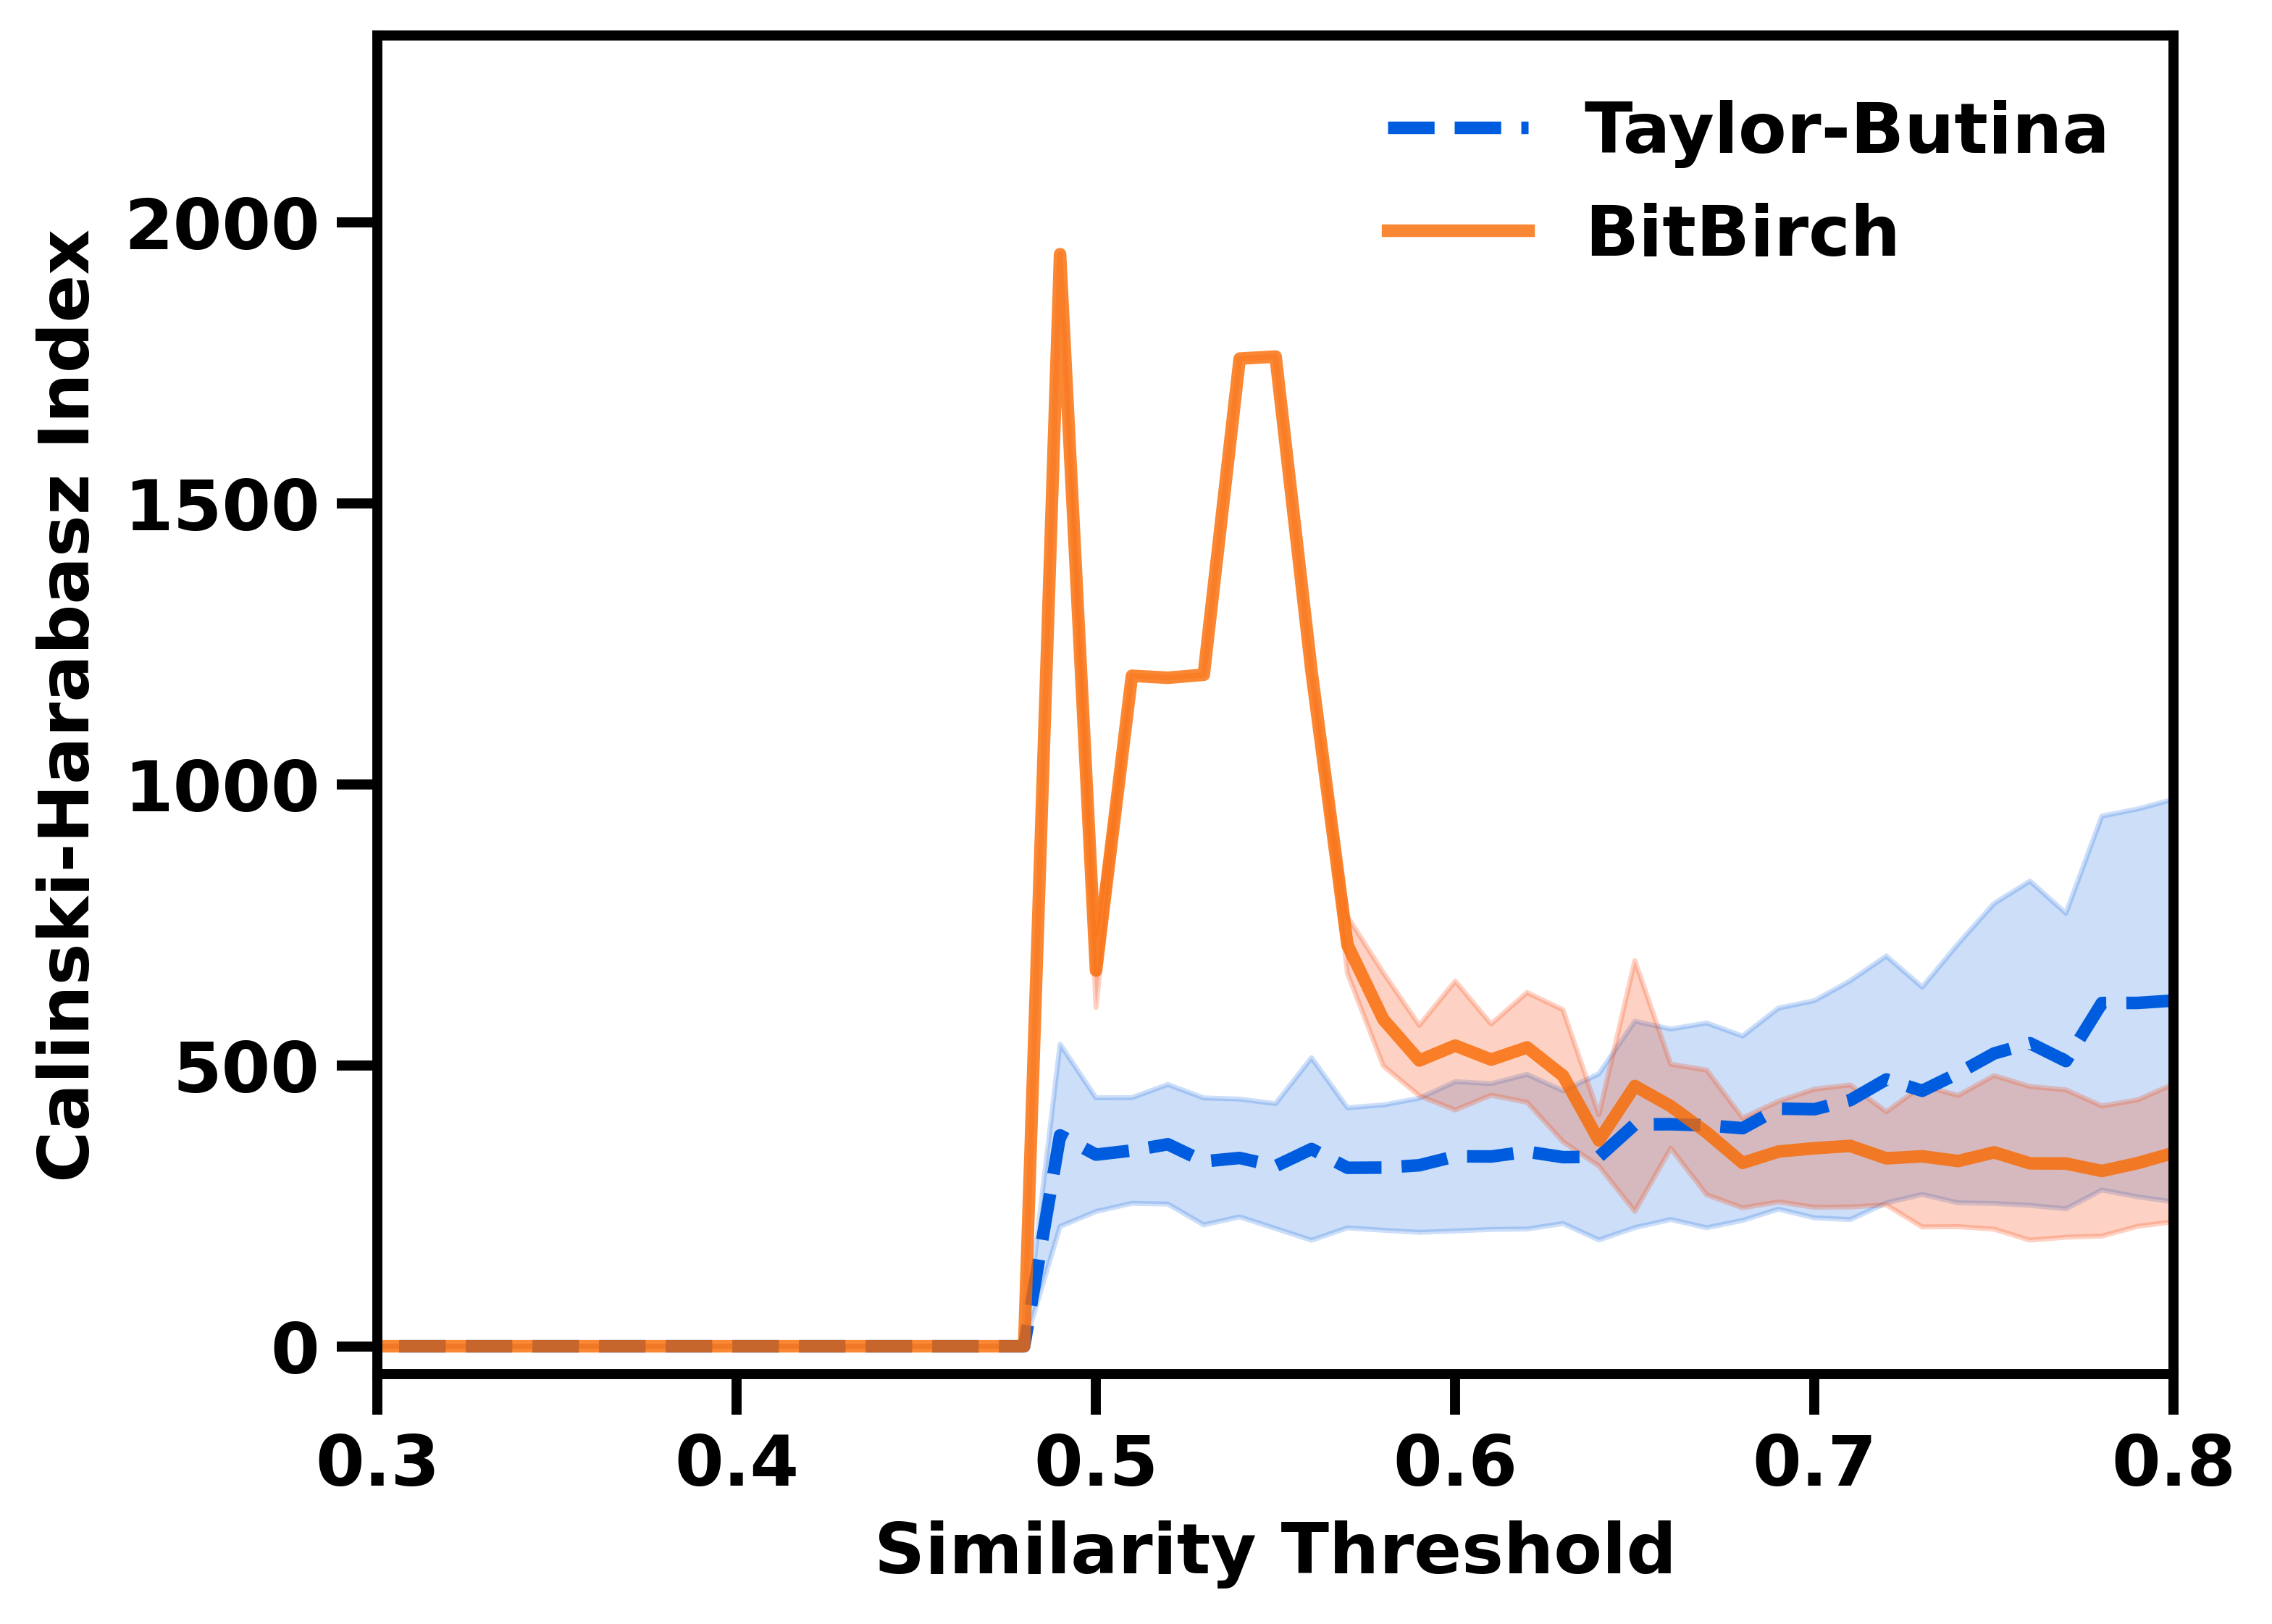 Taylor-Butina
BitBirch
Calinski-Harabasz Index
2000
1500
1000
500
0
0.3 0.4 0.5 0.6 0.7 0.8
Similarity Threshold